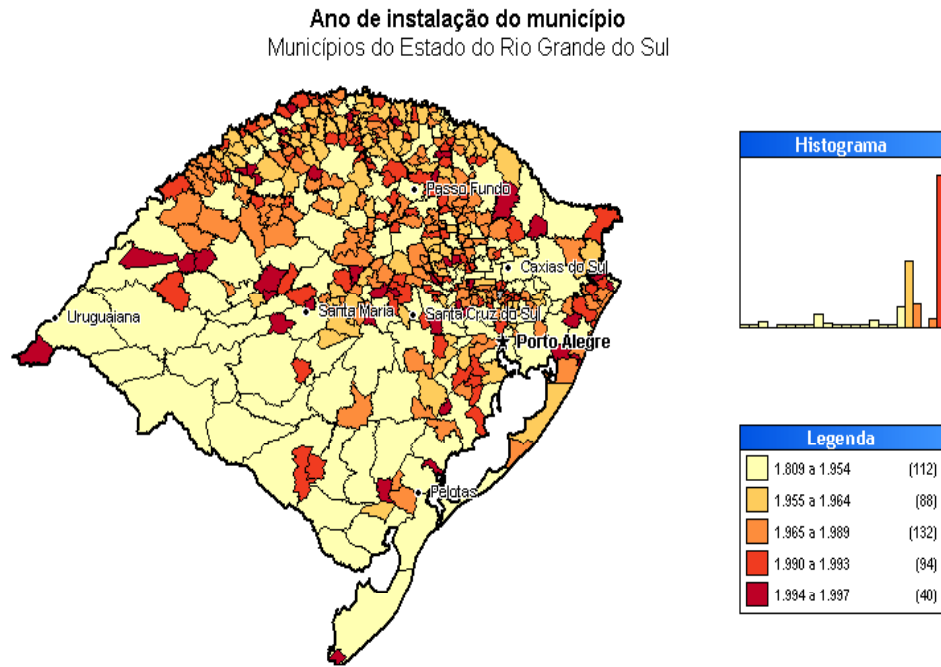 Ano de instalação do município
Municípios do Estado do Rio Grande do Sul
Histograma
Passo Fundo
Caxias do Sul
Uruguaiana
Santa Maria
Santa Cruz do Sul
Porto Alegre
Legenda
1.809 a 1.954 (112)
1.955 a 1.964 (88)
1.965 a 1.989 (132)
1.990 a 1.993 (94)
1.994 a 1.997 (40)
Pelotas